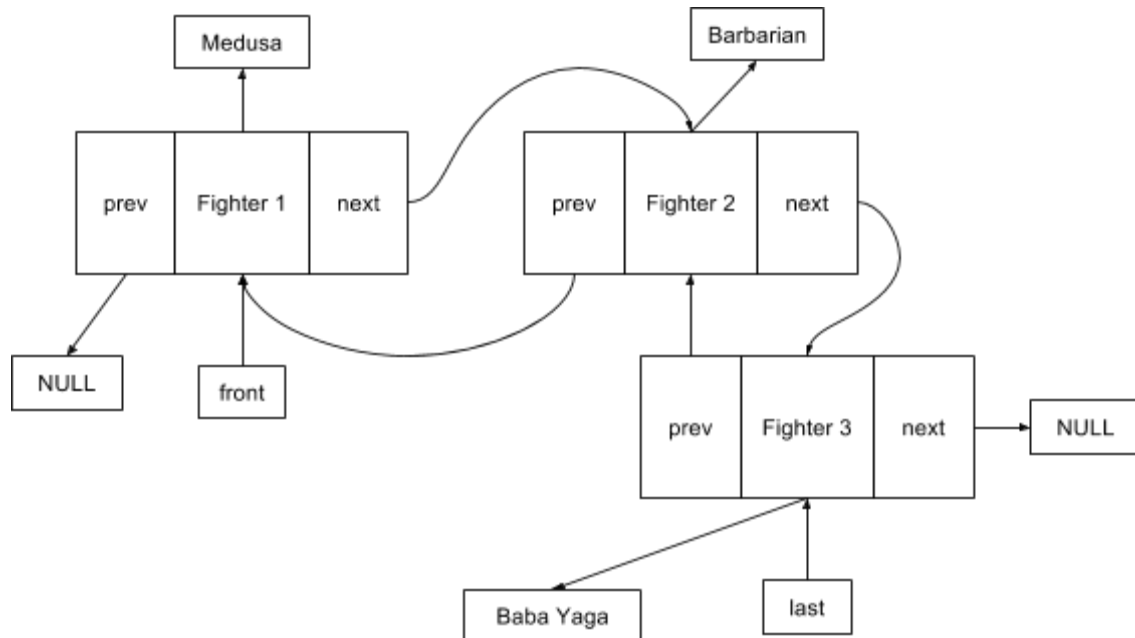 Medusa
Barbarian
prev
Fighter 1
next
prev
Fighter 2
next
NULL
front
prev
Fighter 3
next
NULL
Baba Yaga
last